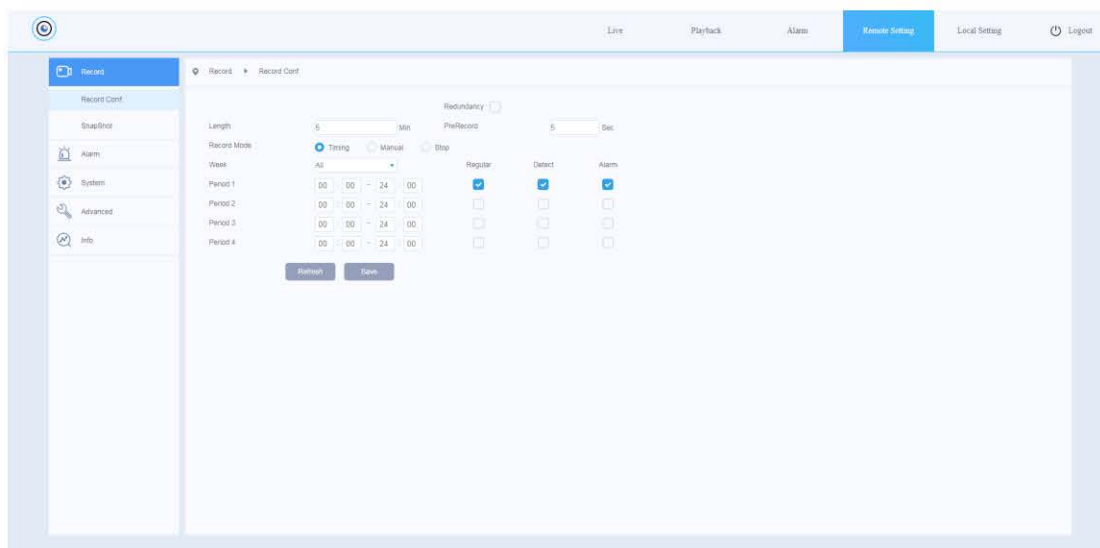 Live Playback Alarm Remote Setting Local Setting Logout
Record
Record Conf.
SnapShot
Alarm
System
Advanced
Info
Record Record Conf
Redundancy
Length 5 Min PreRecord 5 Sec
Record Mode Timing Manual Stop
Week All Regular Detect Alarm
Period 1 00 : 00 - 24 : 00
Period 2 00 : 00 - 24 : 00
Period 3 00 : 00 - 24 : 00
Period 4 00 : 00 - 24 : 00
Refresh Save